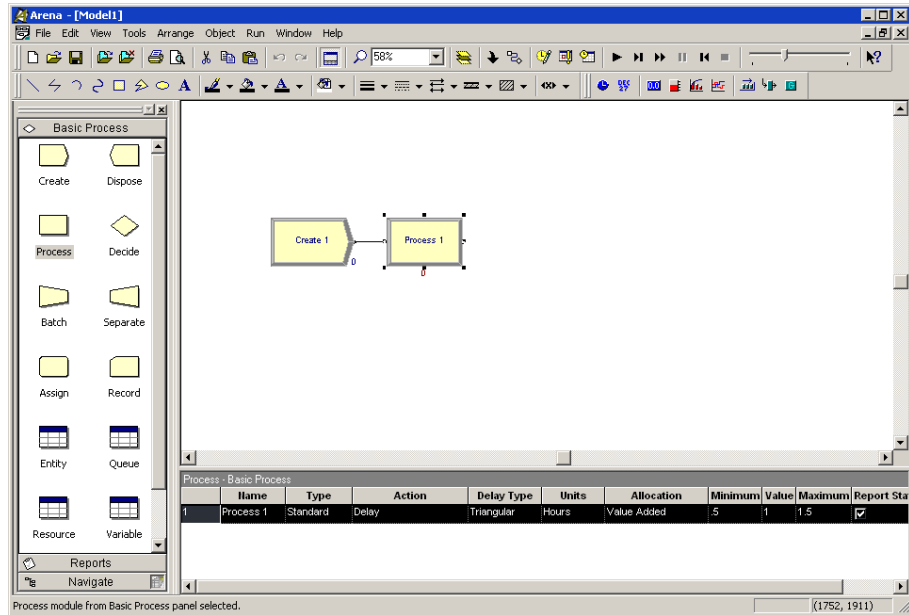 Arena - [Model1]
File Edit View Tools Arrange Object Run Window Help
58%
A
Basic Process
Create Dispose
Process Decide
Batch Separate
Assign Record
Entity Queue
Resource Variable
Reports
Navigate
Create 1
0
Process 1
0
Process - Basic Process
Name Type Action Delay Type Units Allocation Minimum Value Maximum Report Sta
1 Process 1 Standard Delay Triangular Hours Value Added .5 1 1.5
Process module from Basic Process panel selected.
(1752, 1911)